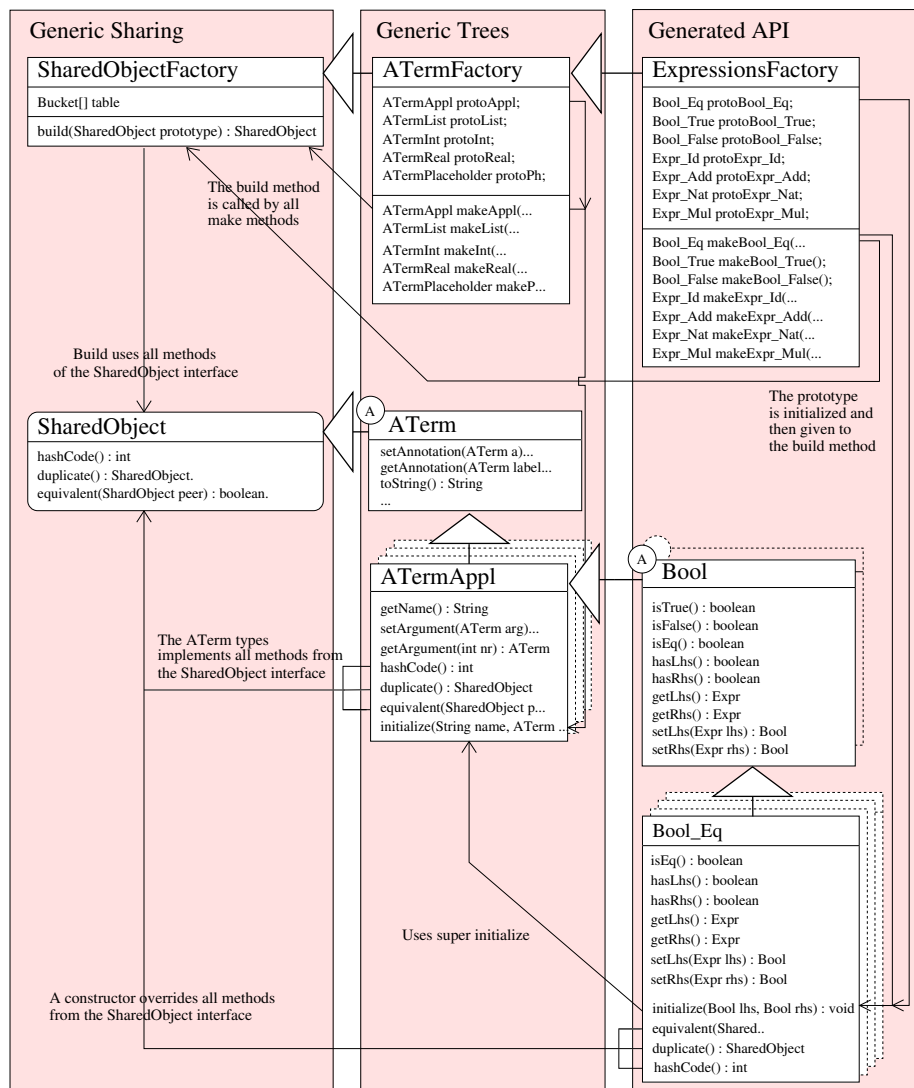 Generic Sharing
SharedObjectFactory
Bucket[] table
build(SharedObject prototype) : SharedObject
The build method
is called by all
make methods
Build uses all methods
of the SharedObject interface
SharedObject
hashCode() : int
duplicate() : SharedObject.
equivalent(ShardObject peer) : boolean.
The ATerm types
implements all methods from
the SharedObject interface
A constructor overrides all methods
from the SharedObject interface
Generic Trees
ATermFactory
ATermAppl protoAppl;
ATermList protoList;
ATermInt protoInt;
ATermReal protoReal;
ATermPlaceholder protoPh;
ATermAppl makeAppl(...
ATermList makeList(...
ATermInt makeInt(...
ATermReal makeReal(...
ATermPlaceholder makeP...
A
ATerm
setAnnotation(ATerm a)...
getAnnotation(ATerm label...
toString() : String
...
ATermAppl
getName() : String
setArgument(ATerm arg)...
getArgument(int nr) : ATerm
hashCode() : int
duplicate() : SharedObject
equivalent(SharedObject p...
initialize(String name, ATerm ...
Uses super initialize
Generated API
ExpressionsFactory
Bool_Eq protoBool_Eq;
Bool_True protoBool_True;
Bool_False protoBool_False;
Expr_Id protoExpr_Id;
Expr_Add protoExpr_Add;
Expr_Nat protoExpr_Nat;
Expr_Mul protoExpr_Mul;
Bool_Eq makeBool_Eq(...
Bool_True makeBool_True();
Bool_False makeBool_False();
Expr_Id makeExpr_Id(...
Expr_Add makeExpr_Add(...
Expr_Nat makeExpr_Nat(...
Expr_Mul makeExpr_Mul(...
The prototype
is initialized and
then given to
the build method
A
Bool
isTrue() : boolean
isFalse() : boolean
isEq() : boolean
hasLhs() : boolean
hasRhs() : boolean
getLhs() : Expr
getRhs() : Expr
setLhs(Expr lhs) : Bool
setRhs(Expr rhs) : Bool
Bool_Eq
isEq() : boolean
hasLhs() : boolean
hasRhs() : boolean
getLhs() : Expr
getRhs() : Expr
setLhs(Expr lhs) : Bool
setRhs(Expr rhs) : Bool
initialize(Bool lhs, Bool rhs) : void
equivalent(Shared..
duplicate() : SharedObject
hashCode() : int